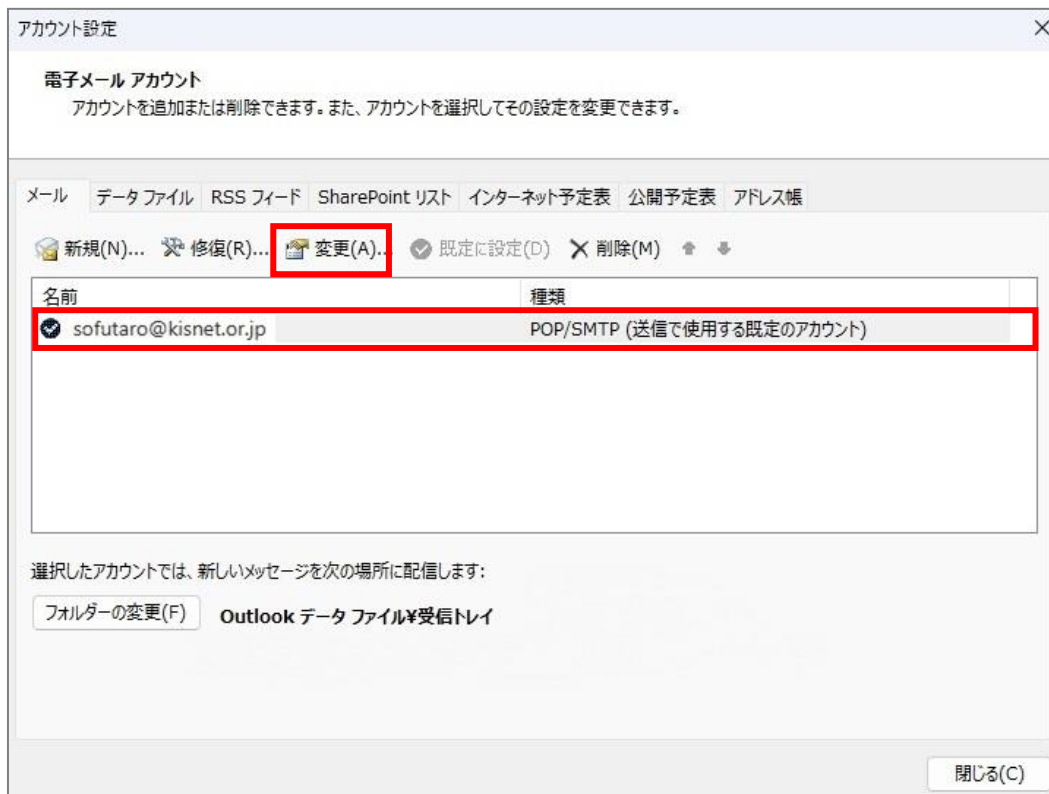 アカウント設定
電子メール アカウント
アカウントを追加または削除できます。また、アカウントを選択してその設定を変更できます。
メール データ ファイル RSS フィード SharePoint リスト インターネット予定表 公開予定表 アドレス帳
新規(N)... 修復(R)... 変更(A)... 既定に設定(D) 削除(M)
名前 種類
sofutaro@kisnet.or.jp POP/SMTP (送信で使用する既定のアカウント)
選択したアカウントでは、新しいメッセージを次の場所に配信します:
フォルダーの変更(F) Outlook データ ファイル¥受信トレイ
閉じる(C)